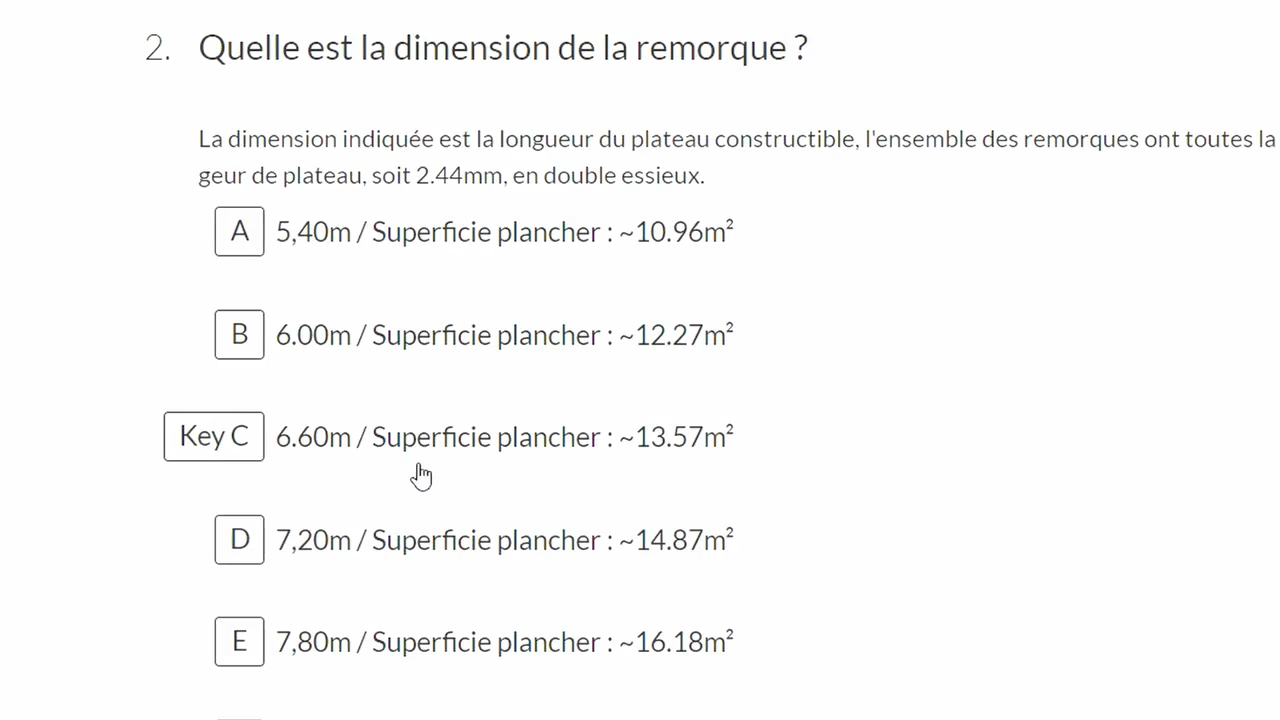 2. Quelle est la dimension de la remorque ?
La dimension indiquée est la longueur du plateau constructible, l'ensemble des remorques ont toutes la
geur de plateau, soit 2.44mm, en double essieux.
A 5,40m / Superficie plancher : ~10.96m²
B 6.00m / Superficie plancher : ~12.27m²
Key C 6.60m / Superficie plancher : ~13.57m²
D 7,20m / Superficie plancher : ~14.87m²
E 7,80m / Superficie plancher : ~16.18m²